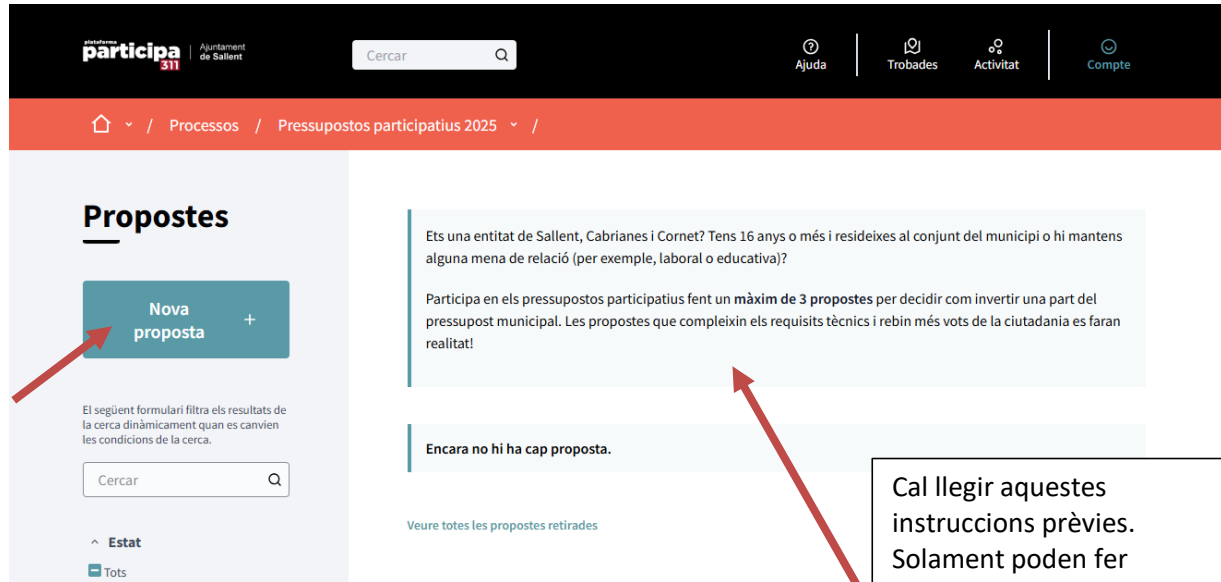 plataforma
participa
311
Ajuntament
de Sallent
Cercar
Ajuda
Trobades
Activitat
Compte
/ Processos / Pressupostos participatius 2025 /
Propostes
Nova
proposta
+
El següent formulari filtra els resultats de
la cerca dinàmicament quan es canvien
les condicions de la cerca.
Cercar
Estat
Tots
Ets una entitat de Sallent, Cabrianes i Cornet? Tens 16 anys o més i resideixes al conjunt del municipi o hi mantens
alguna mena de relació (per exemple, laboral o educativa)?
Participa en els pressupostos participatius fent un màxim de 3 propostes per decidir com invertir una part del
pressupost municipal. Les propostes que compleixin els requisits tècnics i rebin més vots de la ciutadania es faran
realitat!
Encara no hi ha cap proposta.
Veure totes les propostes retirades
Cal llegir aquestes
instruccions prèvies.
Solament poden fer